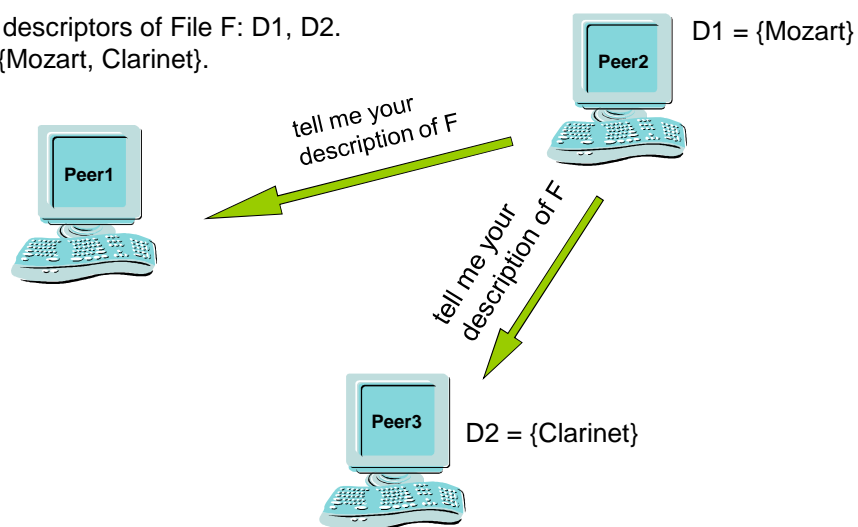 descriptors of File F: D1, D2.
{Mozart, Clarinet}.
Peer2
D1 = {Mozart}
tell me your
description of F
Peer1
tell me your
description of F
Peer3
D2 = {Clarinet}